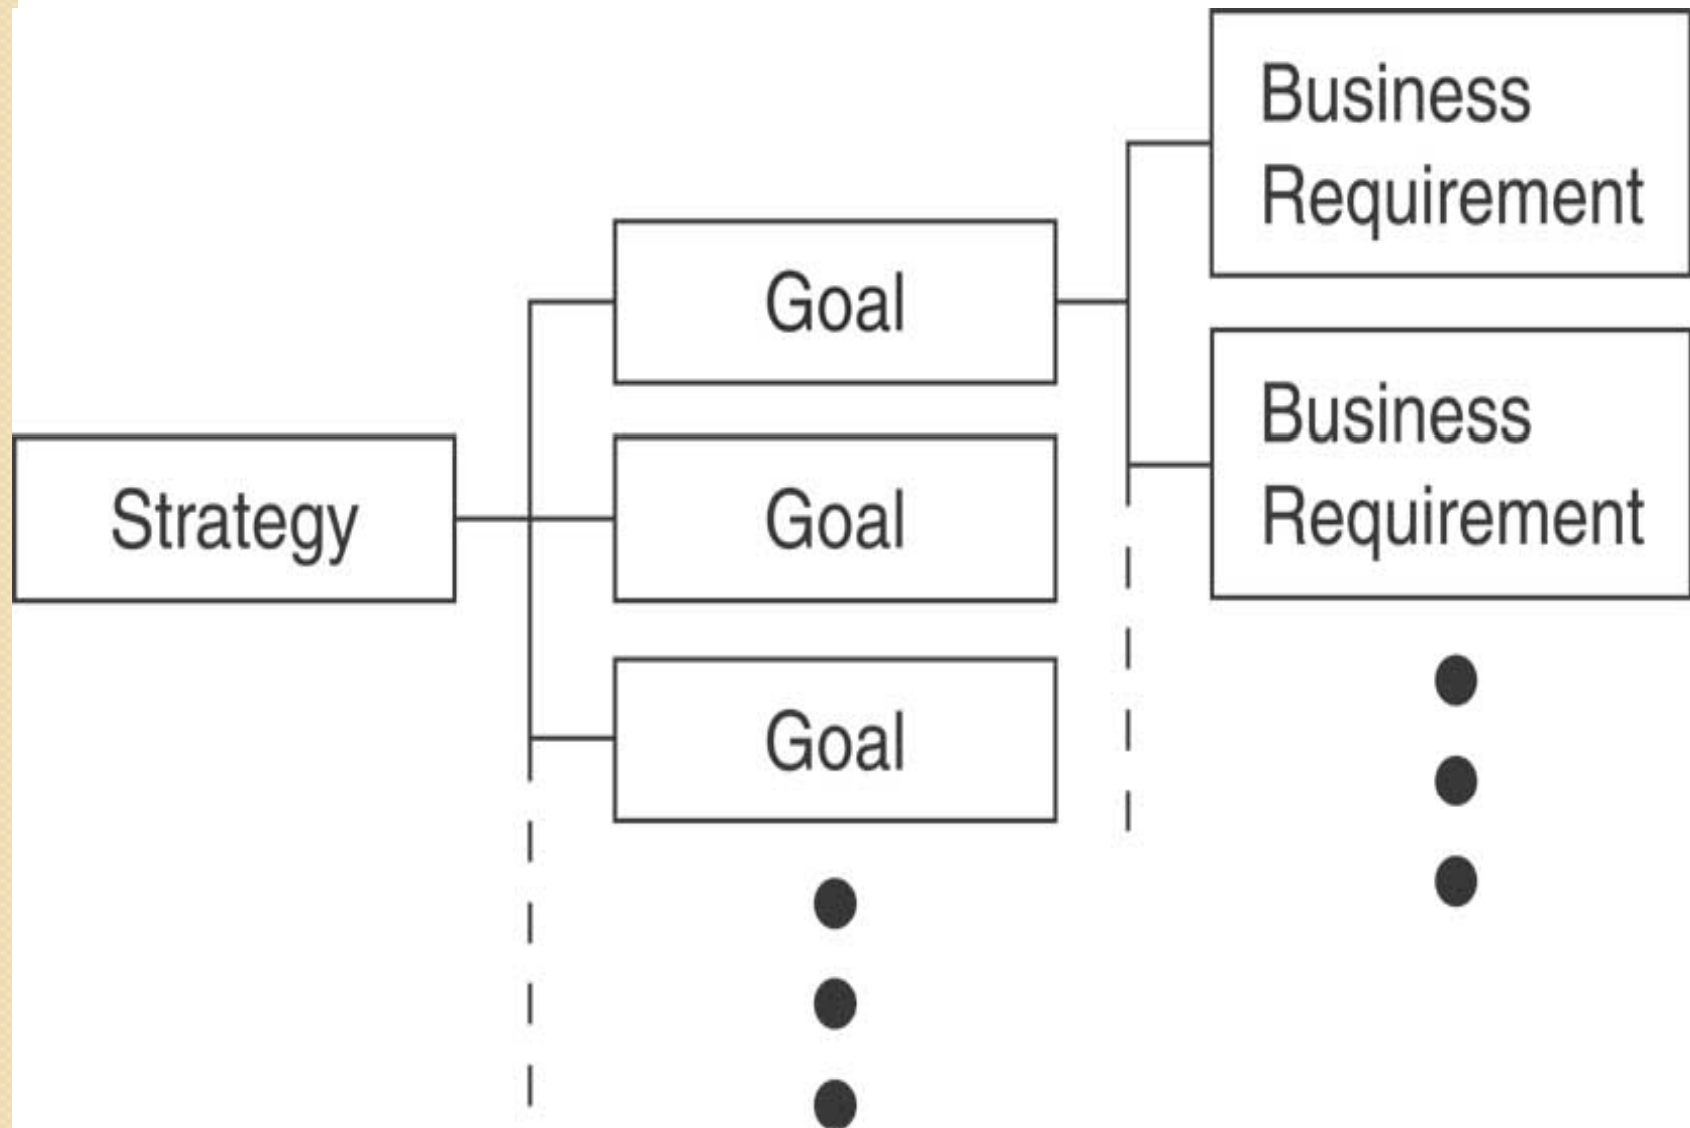 Business
Requirement
Goal
Business
Requirement
Strategy
Goal
Goal